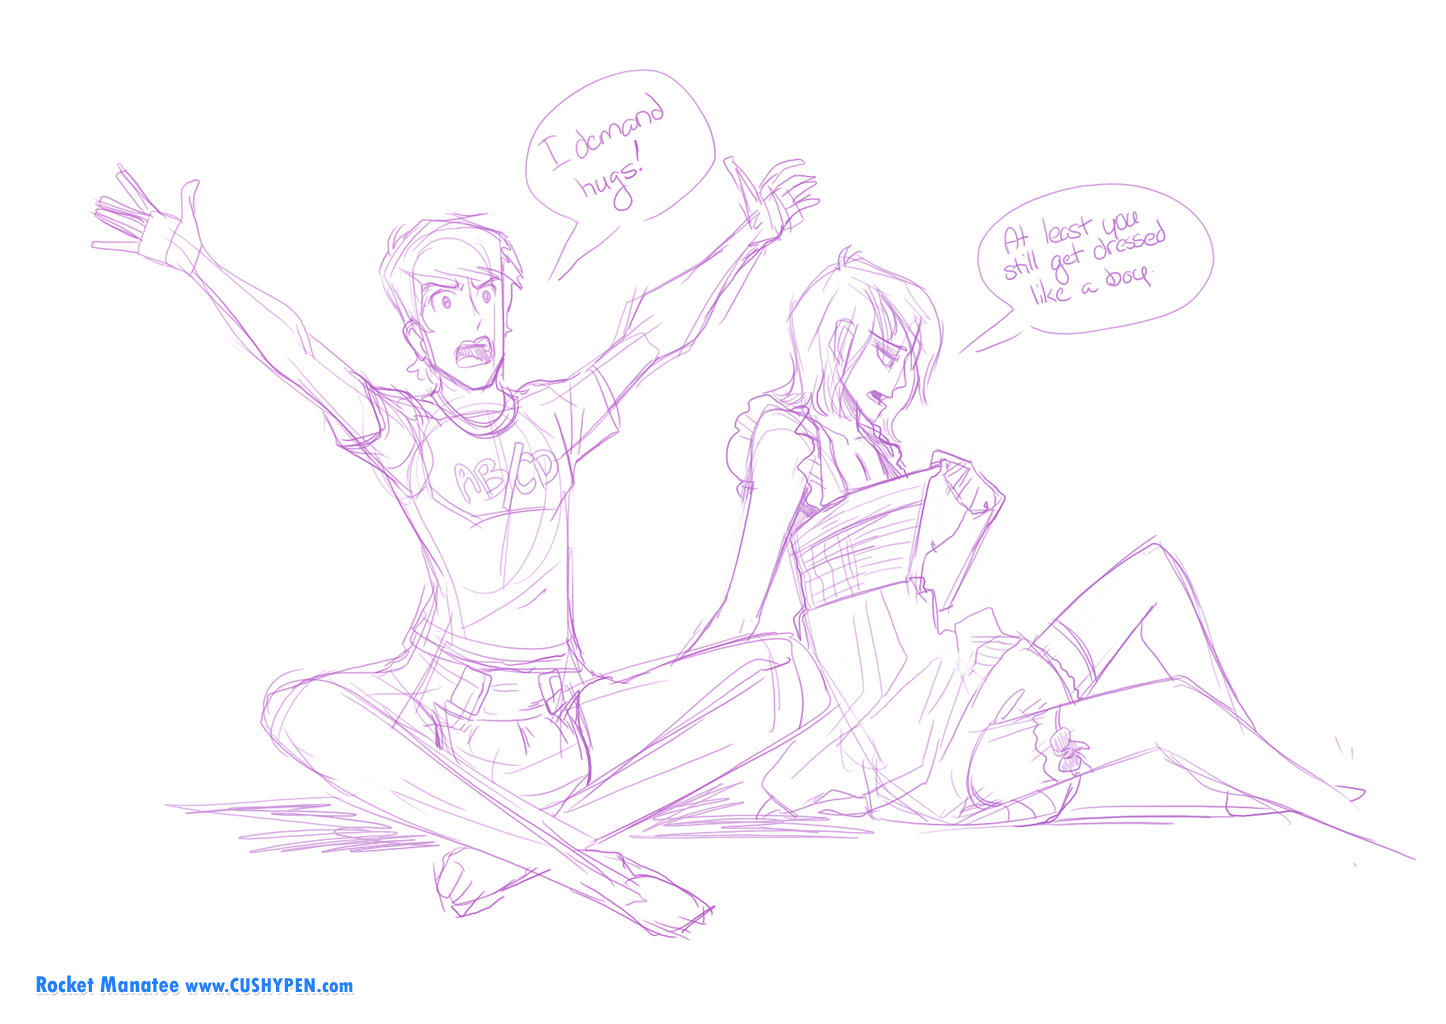 I demand
hugs!
At least you
still get dressed
like a boy.
AB/CD
Rocket Manatee www.CUSHYPEN.com